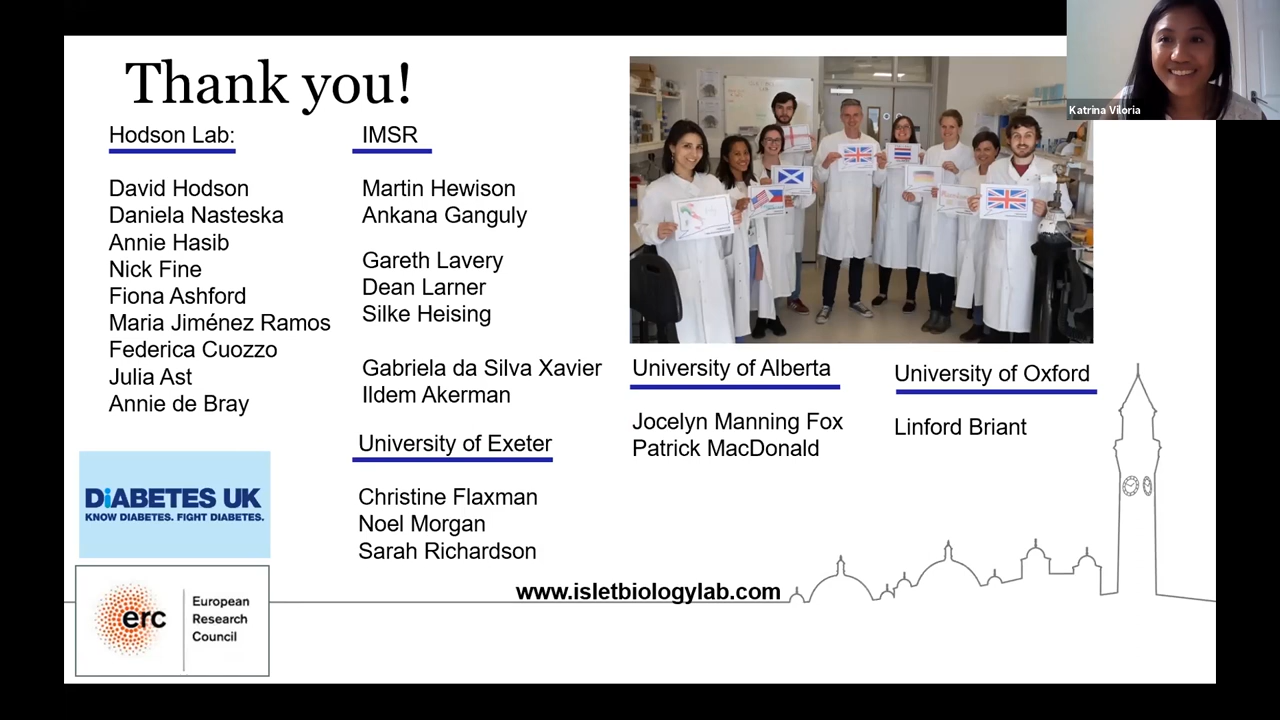 Thank you!
Hodson Lab:
David Hodson
Daniela Nasteska
Annie Hasib
Nick Fine
Fiona Ashford
Maria Jiménez Ramos
Federica Cuozzo
Julia Ast
Annie de Bray
IMSR
Martin Hewison
Ankana Ganguly
Gareth Lavery
Dean Larner
Silke Heising
Gabriela da Silva Xavier
Ildem Akerman
University of Exeter
Christine Flaxman
Noel Morgan
Sarah Richardson
University of Alberta
Jocelyn Manning Fox
Patrick MacDonald
University of Oxford
Linford Briant
Katrina Viloria
DiABETES UK
KNOW DIABETES. FIGHT DIABETES.
erc
European
Research
Council
www.isletbiologylab.com